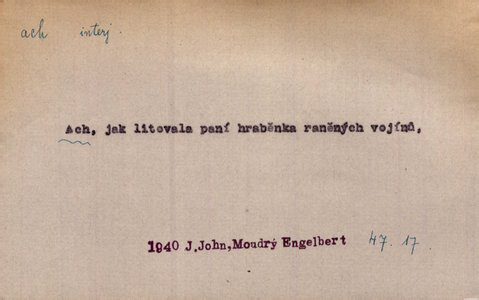 ach interj.
Ach, jak litovala paní hraběnka raněných vojínů,
1940 J.John,Moudrý Engelbert 47.17.